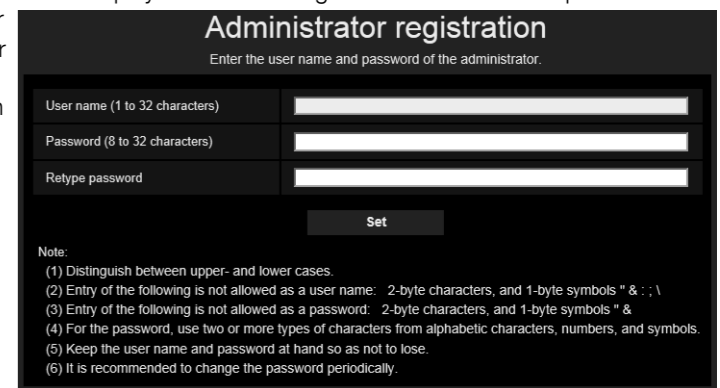 Administrator registration
Enter the user name and password of the administrator.
User name (1 to 32 characters)
Password (8 to 32 characters)
Retype password
Set
Note:
(1) Distinguish between upper- and lower cases.
(2) Entry of the following is not allowed as a user name:   2-byte characters, and 1-byte symbols " & : ; \
(3) Entry of the following is not allowed as a password:   2-byte characters, and 1-byte symbols " &
(4) For the password, use two or more types of characters from alphabetic characters, numbers, and symbols.
(5) Keep the user name and password at hand so as not to lose.
(6) It is recommended to change the password periodically.